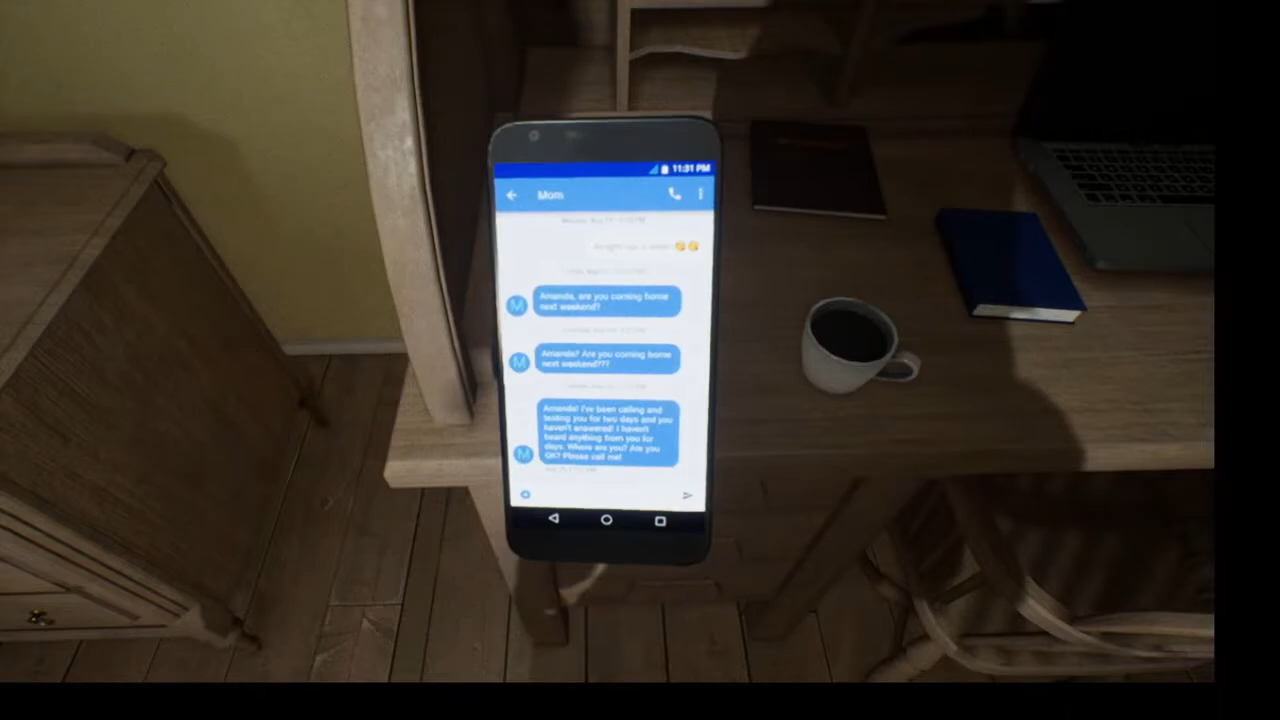 11:31 PM
Mom
Amanda, are you coming home
next weekend?
M
Amanda? Are you coming home
next weekend???
M
Amanda! I've been calling and
texting you for two days and you
haven't answered! I haven't
heard anything from you for
days. Where are you? Are you
OK? Please call me!
M